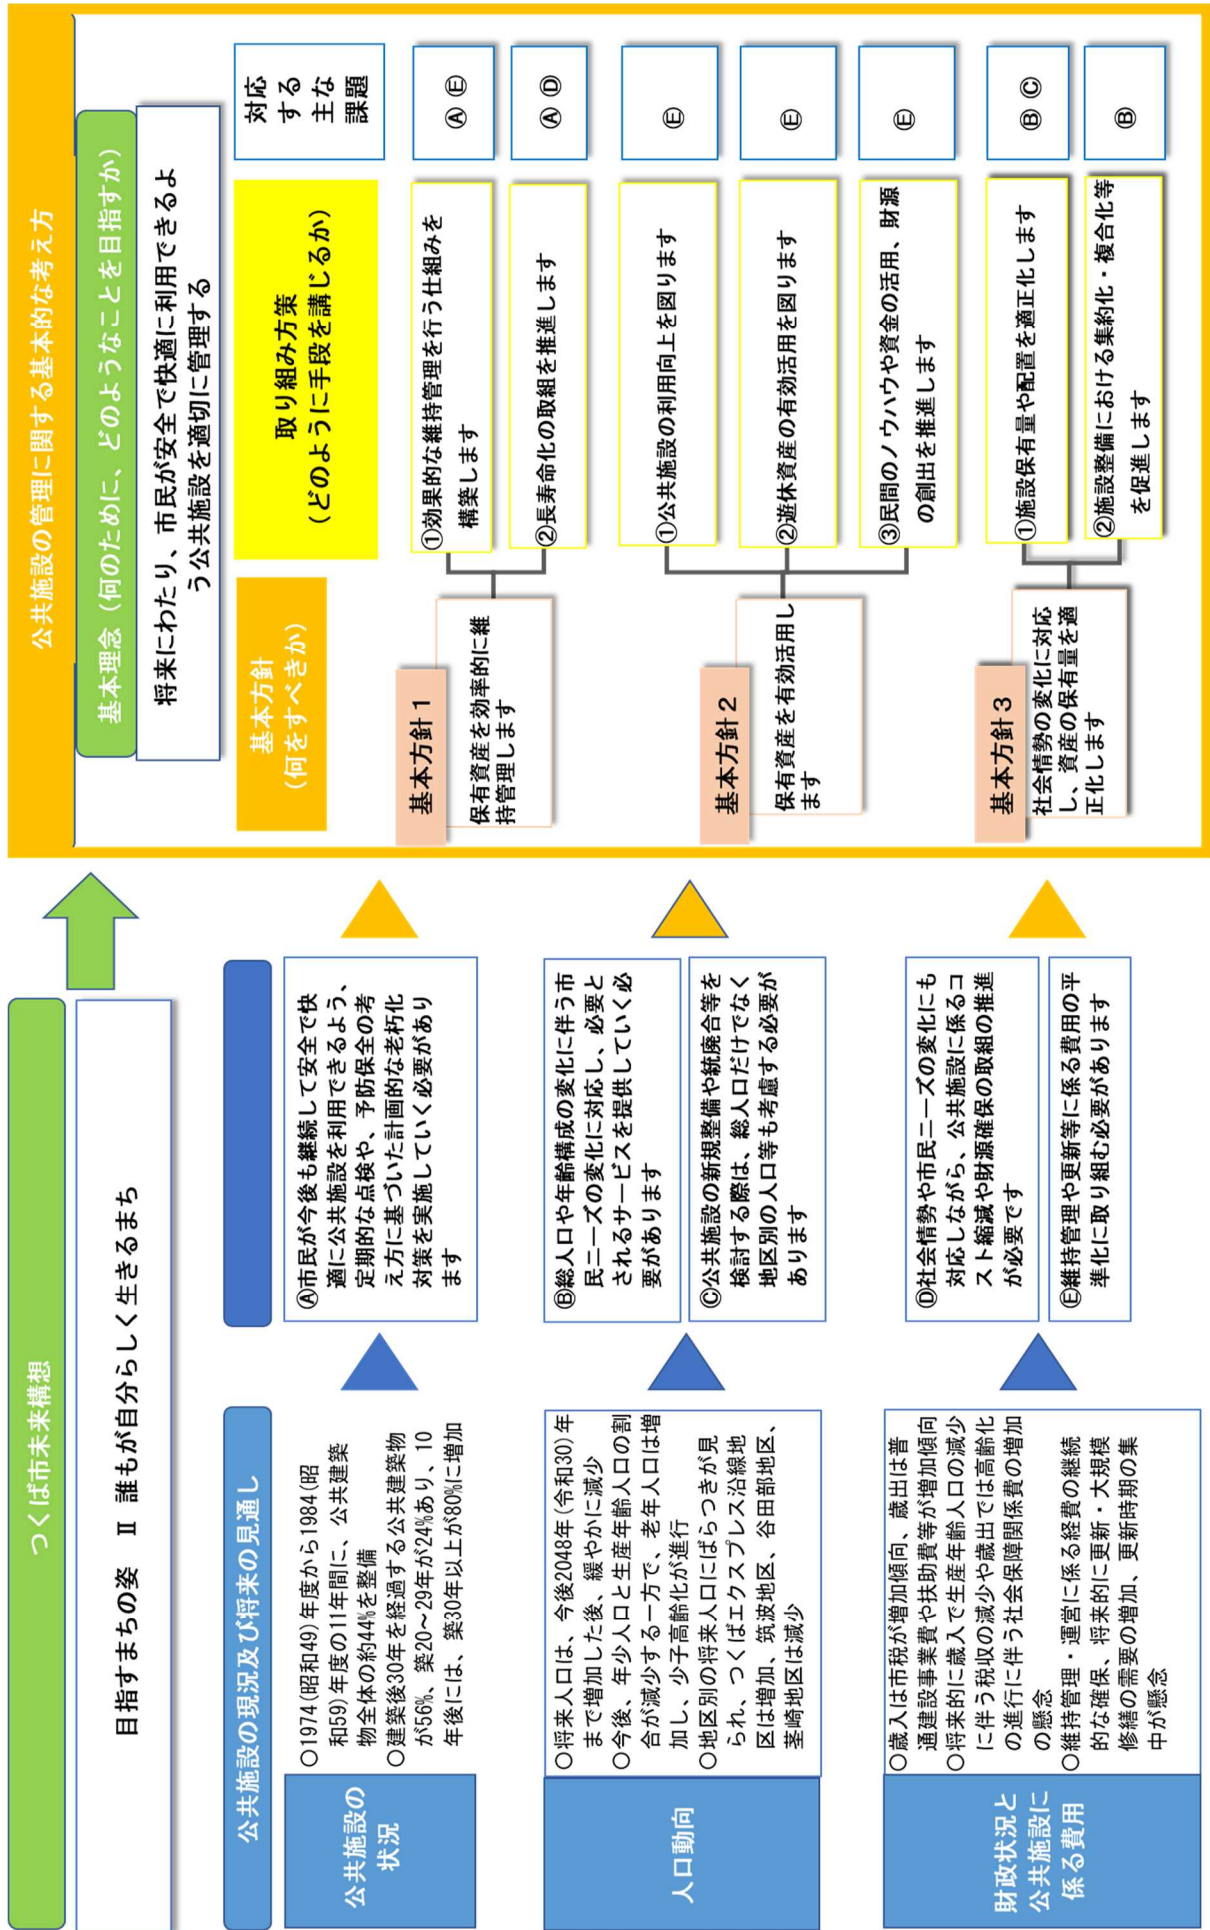 つくば市未来構想
目指すまちの姿　Ⅱ　誰もが自分らしく生きるまち
公共施設の現況及び将来の見通し
公共施設の
状況
○1974(昭和49)年度から1984(昭
和59)年度の11年間に、公共建築
物全体の約44%を整備
○建築後30年を経過する公共建築物
が56%、築20～29年が24%あり、10
年後には、築30年以上が80%に増加
Ⓐ市民が今後も継続して安全で快
適に公共施設を利用できるよう、
定期的な点検や、予防保全の考
え方に基づいた計画的な老朽化
対策を実施していく必要があり
ます
人口動向
○将来人口は、今後2048年(令和30)年
まで増加した後、緩やかに減少
○今後、年少人口と生産年齢人口の割
合が減少する一方で、老年人口は増
加し、少子高齢化が進行
○地区別の将来人口にばらつきが見
られ、つくばエクスプレス沿線地
区は増加、筑波地区、谷田部地区、
茎崎地区は減少
Ⓑ総人口や年齢構成の変化に伴う市
民ニーズの変化に対応し、必要と
されるサービスを提供していく必
要があります
Ⓒ公共施設の新規整備や統廃合等を
検討する際は、総人口だけでなく
地区別の人口等も考慮する必要が
あります
財政状況と
公共施設に
係る費用
○歳入は市税が増加傾向、歳出は普
通建設事業費や扶助費等が増加傾向
○将来的に歳入で生産年齢人口の減少
に伴う税収の減少や歳出では高齢化
の進行に伴う社会保障関係費の増加
の懸念
○維持管理・運営に係る経費の継続
的な確保、将来的に更新・大規模
修繕の需要の増加、更新時期の集
中が懸念
Ⓓ社会情勢や市民ニーズの変化にも
対応しながら、公共施設に係るコ
スト縮減や財源確保の取組の推進
が必要です
Ⓔ維持管理や更新等に係る費用の平
準化に取り組む必要があります
公共施設の管理に関する基本的な考え方
基本理念（何のために、どのようなことを目指すか）
将来にわたり、市民が安全で快適に利用できるよ
う公共施設を適切に管理する
基本方針
（何をすべきか）
取り組み方策
（どのように手段を講じるか）
対応
する
主な
課題
基本方針１
保有資産を効率的に維
持管理します
①効果的な維持管理を行う仕組みを
構築します
Ⓐ Ⓔ
②長寿命化の取組を推進します
Ⓐ Ⓓ
基本方針２
保有資産を有効活用し
ます
①公共施設の利用向上を図ります
Ⓔ
②遊休資産の有効活用を図ります
Ⓔ
③民間のノウハウや資金の活用、財源
の創出を推進します
Ⓔ
基本方針３
社会情勢の変化に対応
し、資産の保有量を適
正化します
①施設保有量や配置を適正化します
Ⓑ Ⓒ
②施設整備における集約化・複合化等
を促進します
Ⓑ